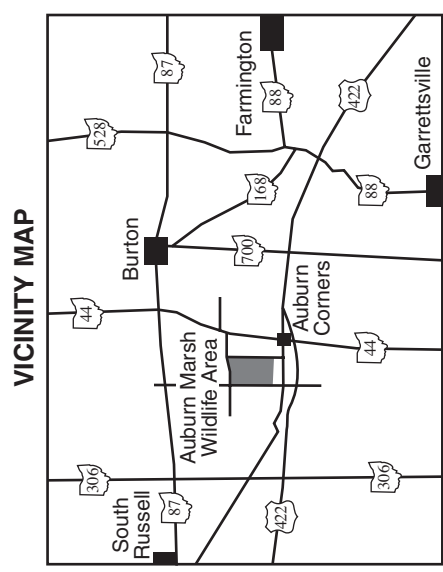 VICINITY MAP
306
44
528
87
South
Russell
87
Burton
Farmington
88
168
422
Auburn Marsh
Wildlife Area
700
Auburn
Corners
422
306
44
88
Garrettsville